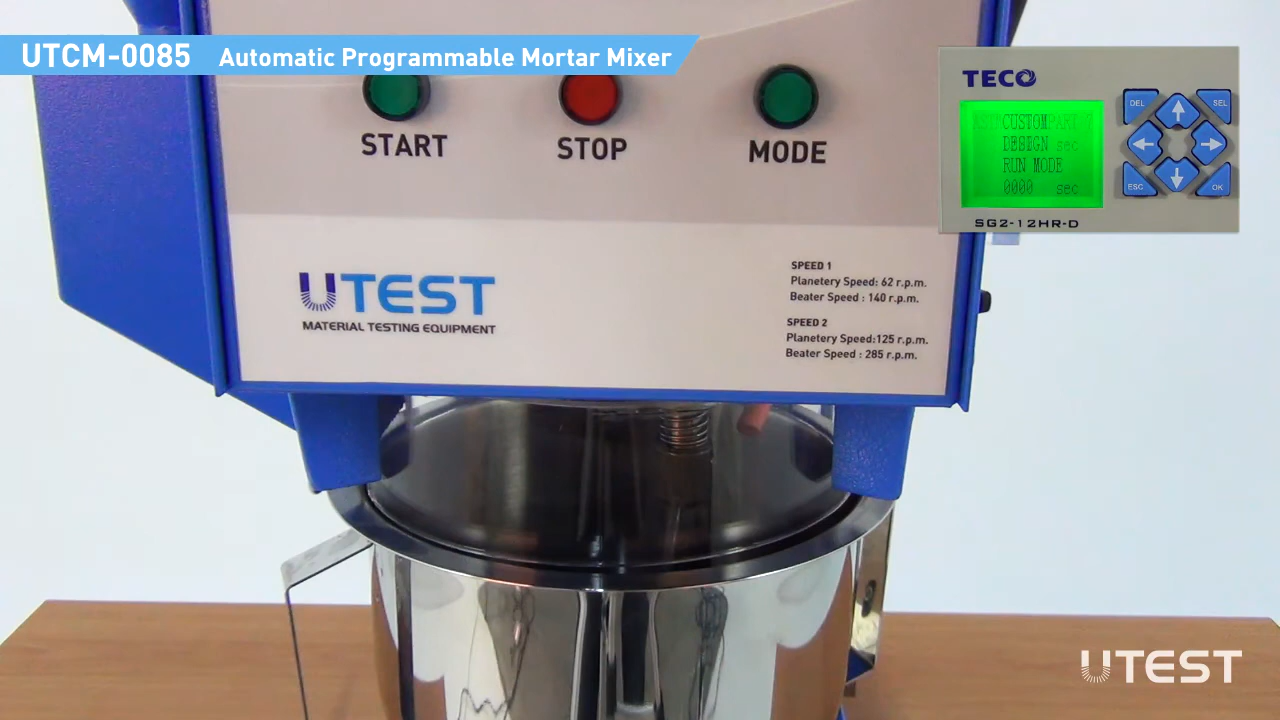 UTCM-0085 Automatic Programmable Mortar Mixer
TECO
CUSTOM
DESIGN sec
RUN MODE
0000 sec
DEL
SEL
ESC
OK
SG2-12HR-D
START
STOP
MODE
UTEST
MATERIAL TESTING EQUIPMENT
SPEED 1
Planetery Speed: 62 r.p.m.
Beater Speed : 140 r.p.m.
SPEED 2
Planetery Speed:125 r.p.m.
Beater Speed : 285 r.p.m.
UTEST